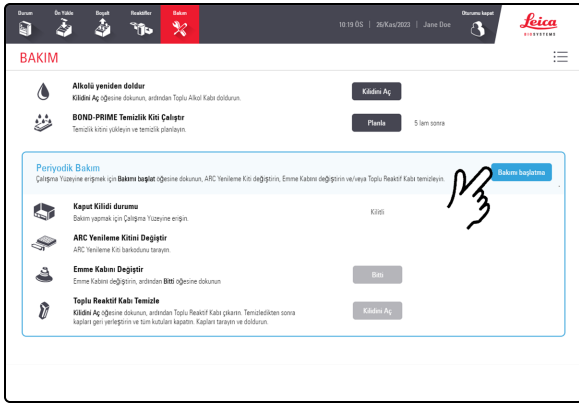 Durum Ön Yükle Boşalt Reaktifler Bakım 10:19 ÖS | 26/Kas/2023 | Jane Doe Oturumu kapat Leica
BIOSYSTEMS
BAKIM
Alkolü yeniden doldur
Kilidini Aç öğesine dokunun, ardından Toplu Alkol Kabı doldurun.
Kilidini Aç
BOND-PRIME Temizlik Kiti Çalıştır
Temizlik kitini yükleyin ve temizlik planlayın.
Planla 5 lam sonra
Periyodik Bakım
Çalışma Yüzeyine erişmek için Bakımı başlat öğesine dokunun, ARC Yenileme Kiti değiştirin, Emme Kabını değiştirin ve/veya Toplu Reaktif Kabı temizleyin.
Bakımı başlatma
Kaput Kilidi durumu
Bakım yapmak için Çalışma Yüzeyine erişin.
Kilitli
ARC Yenileme Kitini Değiştir
ARC Yenileme Kiti barkodunu tarayın.
Emme Kabını Değiştir
Emme Kabını değiştirin, ardından Bitti öğesine dokunun
Bitti
Toplu Reaktif Kabı Temizle
Kilidini Aç öğesine dokunun, ardından Toplu Reaktif Kabı çıkarın. Temizledikten sonra
kapları geri yerleştirin ve tüm kutuları kapatın. Kapları tarayın ve doldurun.
Kilidini Aç